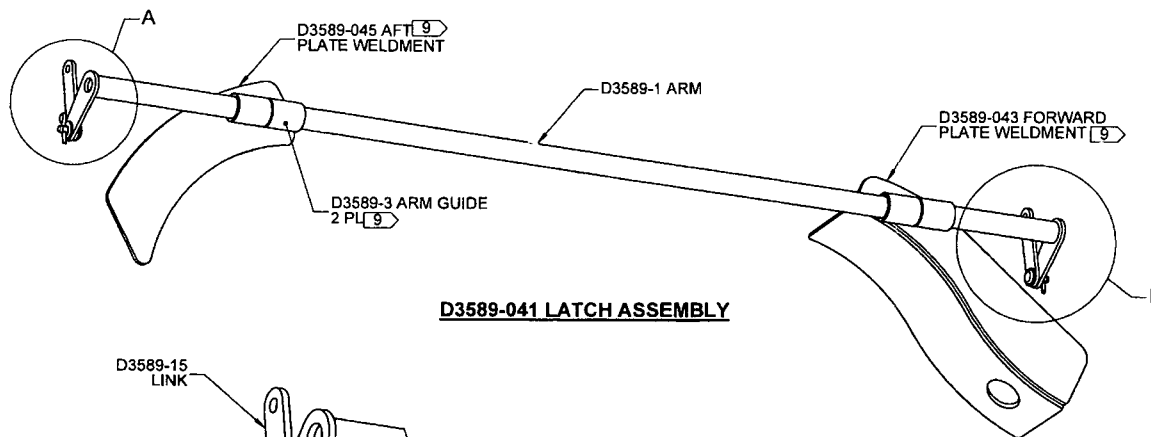 A
D3589-045 AFT 9
PLATE WELDMENT
D3589-1 ARM
D3589-043 FORWARD
PLATE WELDMENT 9
D3589-3 ARM GUIDE
2 PL 9
D3589-041 LATCH ASSEMBLY
D3589-15
LINK